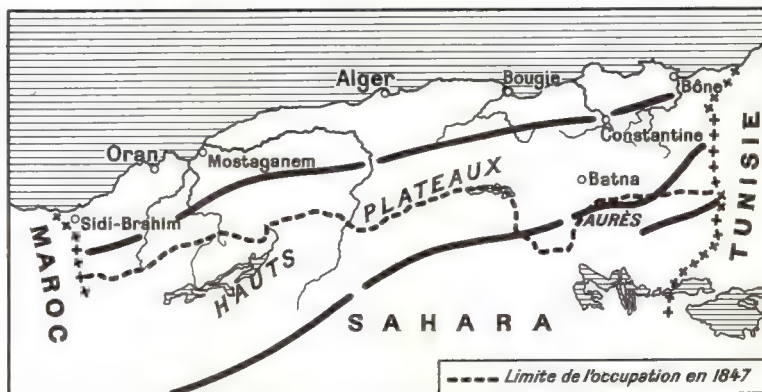 Alger
Bougie
Bône
Constantine
Oran
Mostaganem
Batna
Sidi-Brahim
PLATEAUX
AURÈS
HAUTS
MAROC
TUNISIE
SAHARA
Limite de l'occupation en 1847